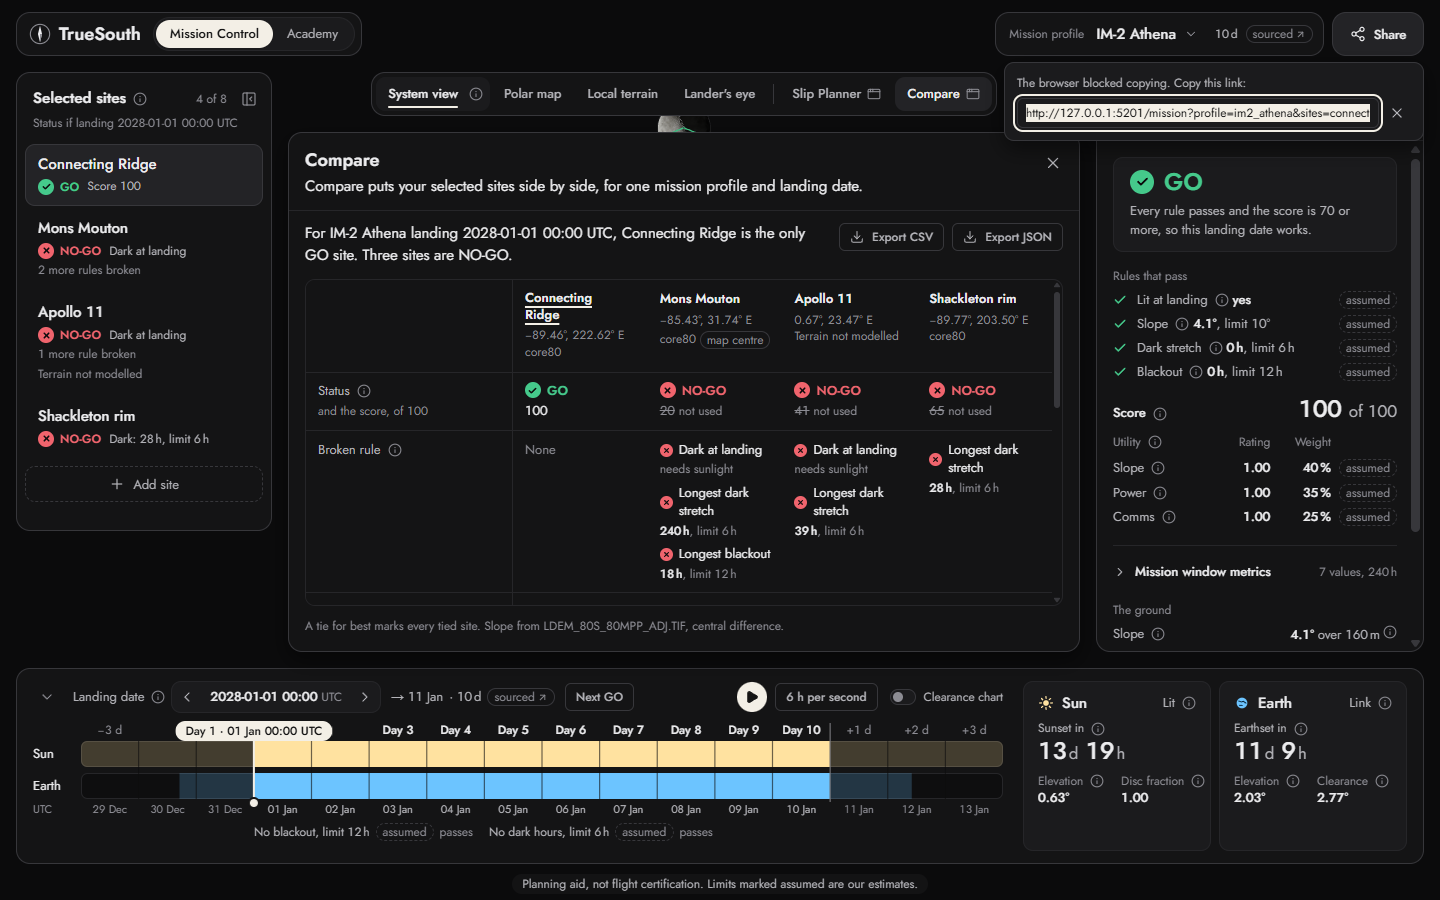 TrueSouth
Mission Control
Academy
Mission profile IM-2 Athena 10 d sourced ↗
Share
The browser blocked copying. Copy this link:
http://127.0.0.1:5201/mission?profile=im2_athena&sites=connect
Selected sites 4 of 8
Status if landing 2028-01-01 00:00 UTC
Connecting Ridge
GO Score 100
Mons Mouton
NO-GO Dark at landing
2 more rules broken
Apollo 11
NO-GO Dark at landing
1 more rule broken
Terrain not modelled
Shackleton rim
NO-GO Dark: 28 h, limit 6 h
+ Add site
System view Polar map Local terrain Lander's eye Slip Planner Compare
Compare
Compare puts your selected sites side by side, for one mission profile and landing date.
For IM-2 Athena landing 2028-01-01 00:00 UTC, Connecting Ridge is the only
GO site. Three sites are NO-GO.
Export CSV Export JSON
Connecting
Ridge
−89.46°, 222.62° E
core80
Mons Mouton
−85.43°, 31.74° E
core80 map centre
Apollo 11
0.67°, 23.47° E
Terrain not modelled
Shackleton rim
−89.77°, 203.50° E
core80
Status
and the score, of 100
GO
100
NO-GO
20 not used
NO-GO
41 not used
NO-GO
65 not used
Broken rule
None
Dark at landing
needs sunlight
Longest dark
stretch
240 h, limit 6 h
Longest blackout
18 h, limit 12 h
Dark at landing
needs sunlight
Longest dark
stretch
39 h, limit 6 h
Longest dark
stretch
28 h, limit 6 h
A tie for best marks every tied site. Slope from LDEM_80S_80MPP_ADJ.TIF, central difference.
GO
Every rule passes and the score is 70 or
more, so this landing date works.
Rules that pass
Lit at landing yes assumed
Slope 4.1°, limit 10° assumed
Dark stretch 0 h, limit 6 h assumed
Blackout 0 h, limit 12 h assumed
Score 100 of 100
Utility Rating Weight
Slope 1.00 40 % assumed
Power 1.00 35 % assumed
Comms 1.00 25 % assumed
Mission window metrics 7 values, 240 h
The ground
Slope 4.1° over 160 m
Landing date 2028-01-01 00:00 UTC → 11 Jan · 10 d sourced ↗ Next GO
6 h per second Clearance chart
−3 d Day 1 · 01 Jan 00:00 UTC Day 3 Day 4 Day 5 Day 6 Day 7 Day 8 Day 9 Day 10 +1 d +2 d +3 d
Sun
Earth
UTC 29 Dec 30 Dec 31 Dec 01 Jan 02 Jan 03 Jan 04 Jan 05 Jan 06 Jan 07 Jan 08 Jan 09 Jan 10 Jan 11 Jan 12 Jan 13 Jan
No blackout, limit 12 h assumed passes No dark hours, limit 6 h assumed passes
Sun Lit
Sunset in
13 d 19 h
Elevation Disc fraction
0.63° 1.00
Earth Link
Earthset in
11 d 9 h
Elevation Clearance
2.03° 2.77°
Planning aid, not flight certification. Limits marked assumed are our estimates.